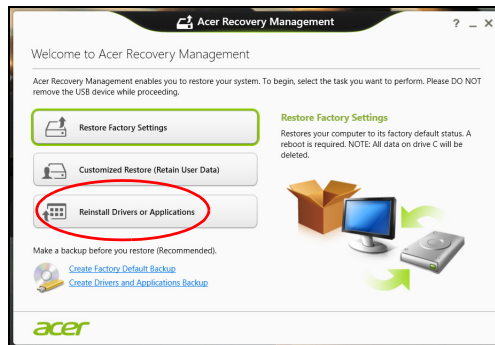 Acer Recovery Management
? _ X
Welcome to Acer Recovery Management
Acer Recovery Management enables you to restore your system. To begin, select the task you want to perform. Please DO NOT
remove the USB device while proceeding.
Restore Factory Settings
Customized Restore (Retain User Data)
Reinstall Drivers or Applications
Make a backup before you restore (Recommended).
Create Factory Default Backup
Create Drivers and Applications Backup
Restore Factory Settings
Restores your computer to its factory default status. A
reboot is required. NOTE: All data on drive C will be
deleted.
acer